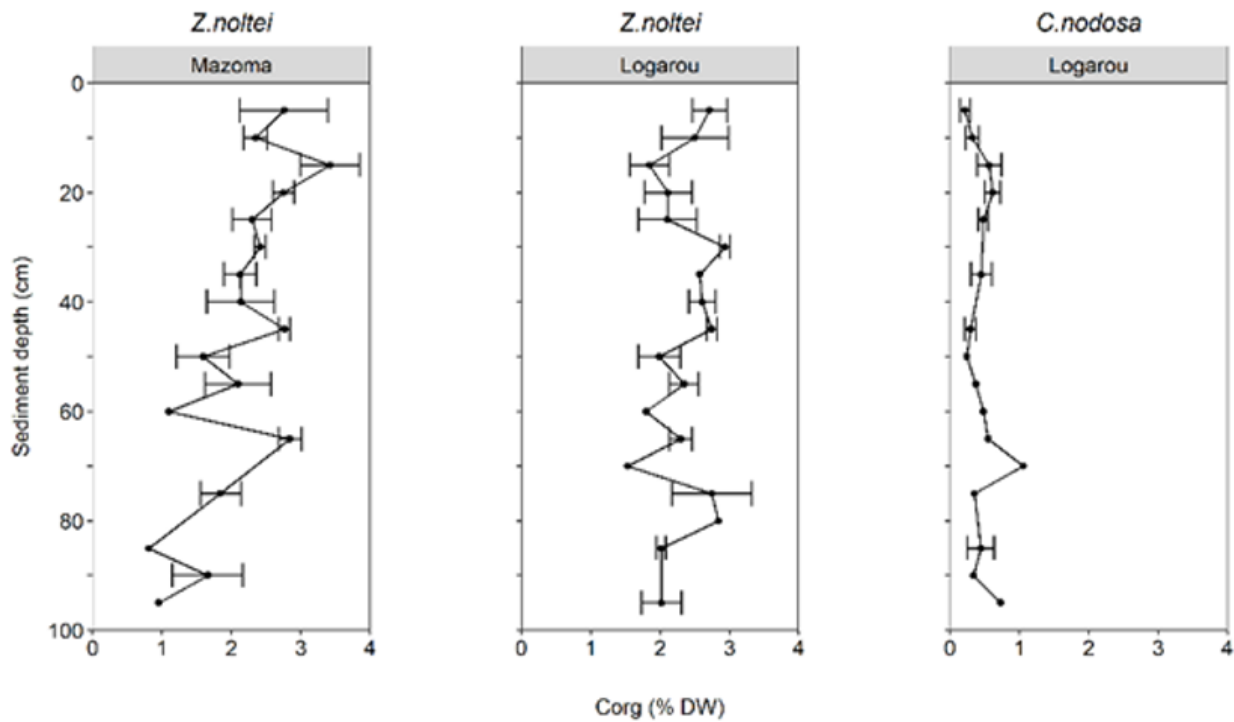 Z.noltei Z.noltei C.nodosa
Mazoma Logarou Logarou
0
20
40
60
80
100
Sediment depth (cm)
0 1 2 3 4 0 1 2 3 4 0 1 2 3 4
Corg (% DW)